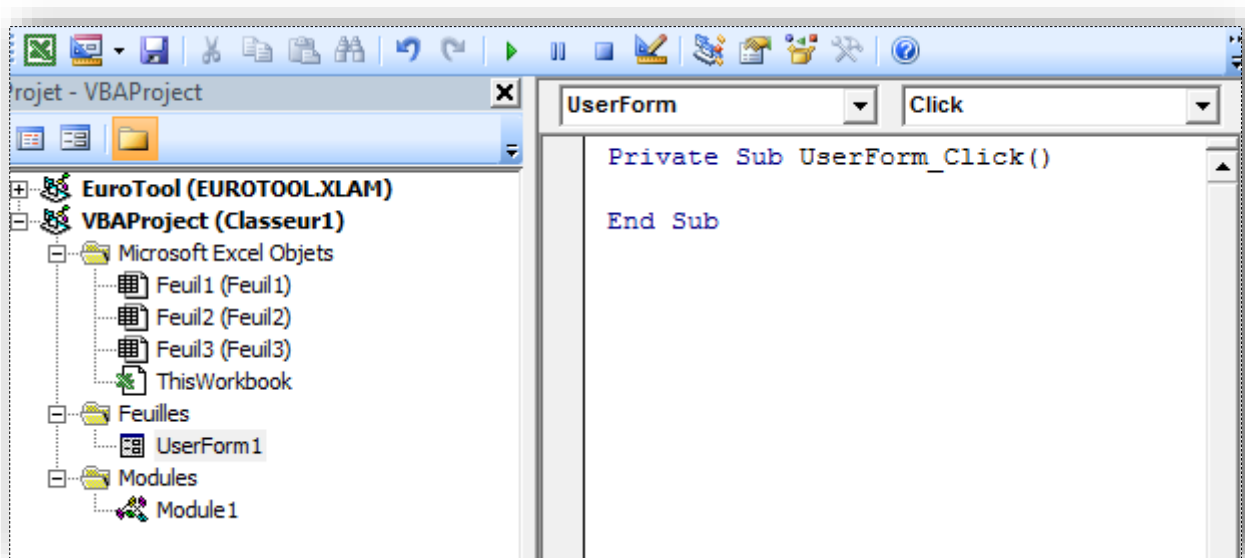 rojet - VBAProject
EuroTool (EUROTOOL.XLAM)
VBAProject (Classeur1)
Microsoft Excel Objets
Feuil1 (Feuil1)
Feuil2 (Feuil2)
Feuil3 (Feuil3)
ThisWorkbook
Feuilles
UserForm1
Modules
Module1
UserForm Click
Private Sub UserForm_Click()
End Sub